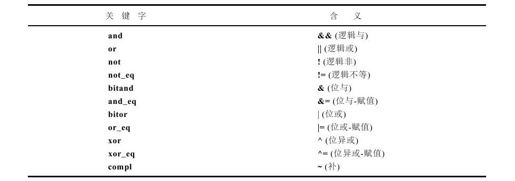 关 键 字 含 义
and && (逻辑与)
or || (逻辑或)
not ! (逻辑非)
not_eq != (逻辑不等)
bitand & (位与)
and_eq &= (位与-赋值)
bitor | (位或)
or_eq |= (位或-赋值)
xor ^ (位异或)
xor_eq ^= (位异或-赋值)
compl ~ (补)